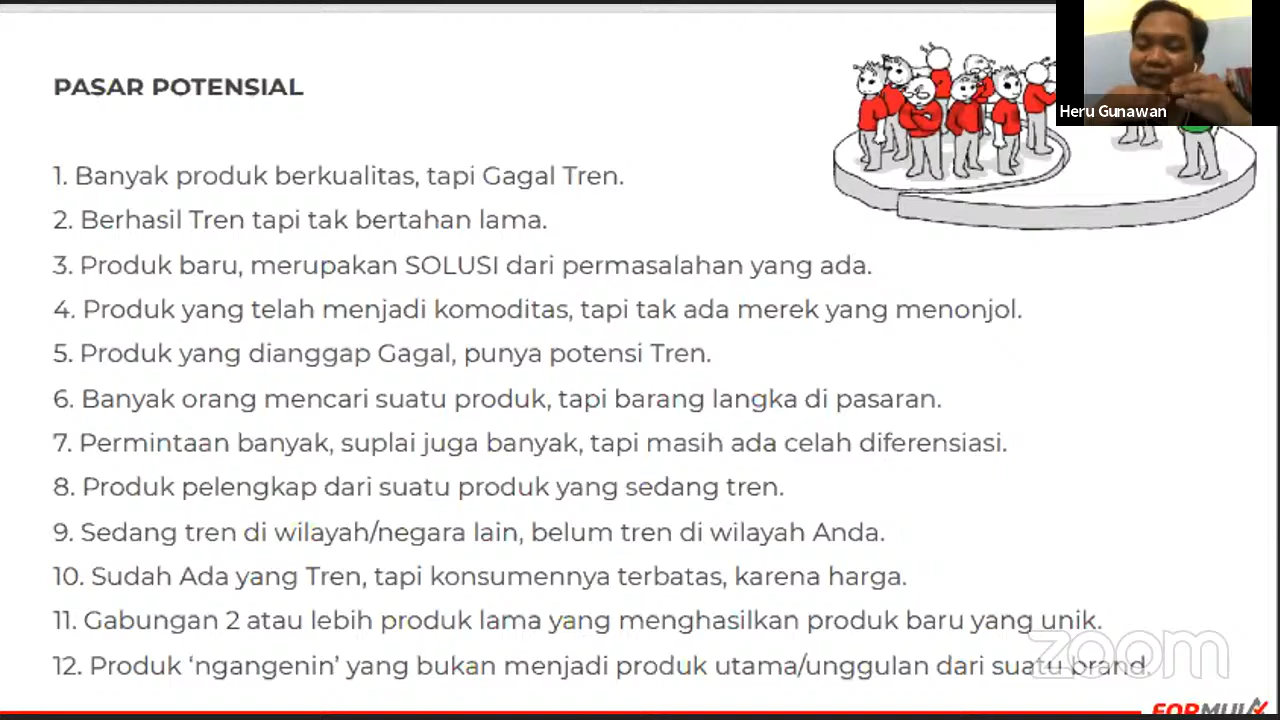 PASAR POTENSIAL
Heru Gunawan
1. Banyak produk berkualitas, tapi Gagal Tren.
2. Berhasil Tren tapi tak bertahan lama.
3. Produk baru, merupakan SOLUSI dari permasalahan yang ada.
4. Produk yang telah menjadi komoditas, tapi tak ada merek yang menonjol.
5. Produk yang dianggap Gagal, punya potensi Tren.
6. Banyak orang mencari suatu produk, tapi barang langka di pasaran.
7. Permintaan banyak, suplai juga banyak, tapi masih ada celah diferensiasi.
8. Produk pelengkap dari suatu produk yang sedang tren.
9. Sedang tren di wilayah/negara lain, belum tren di wilayah Anda.
10. Sudah Ada yang Tren, tapi konsumennya terbatas, karena harga.
11. Gabungan 2 atau lebih produk lama yang menghasilkan produk baru yang unik.
12. Produk ‘ngangenin’ yang bukan menjadi produk utama/unggulan dari suatu brand.
zoom